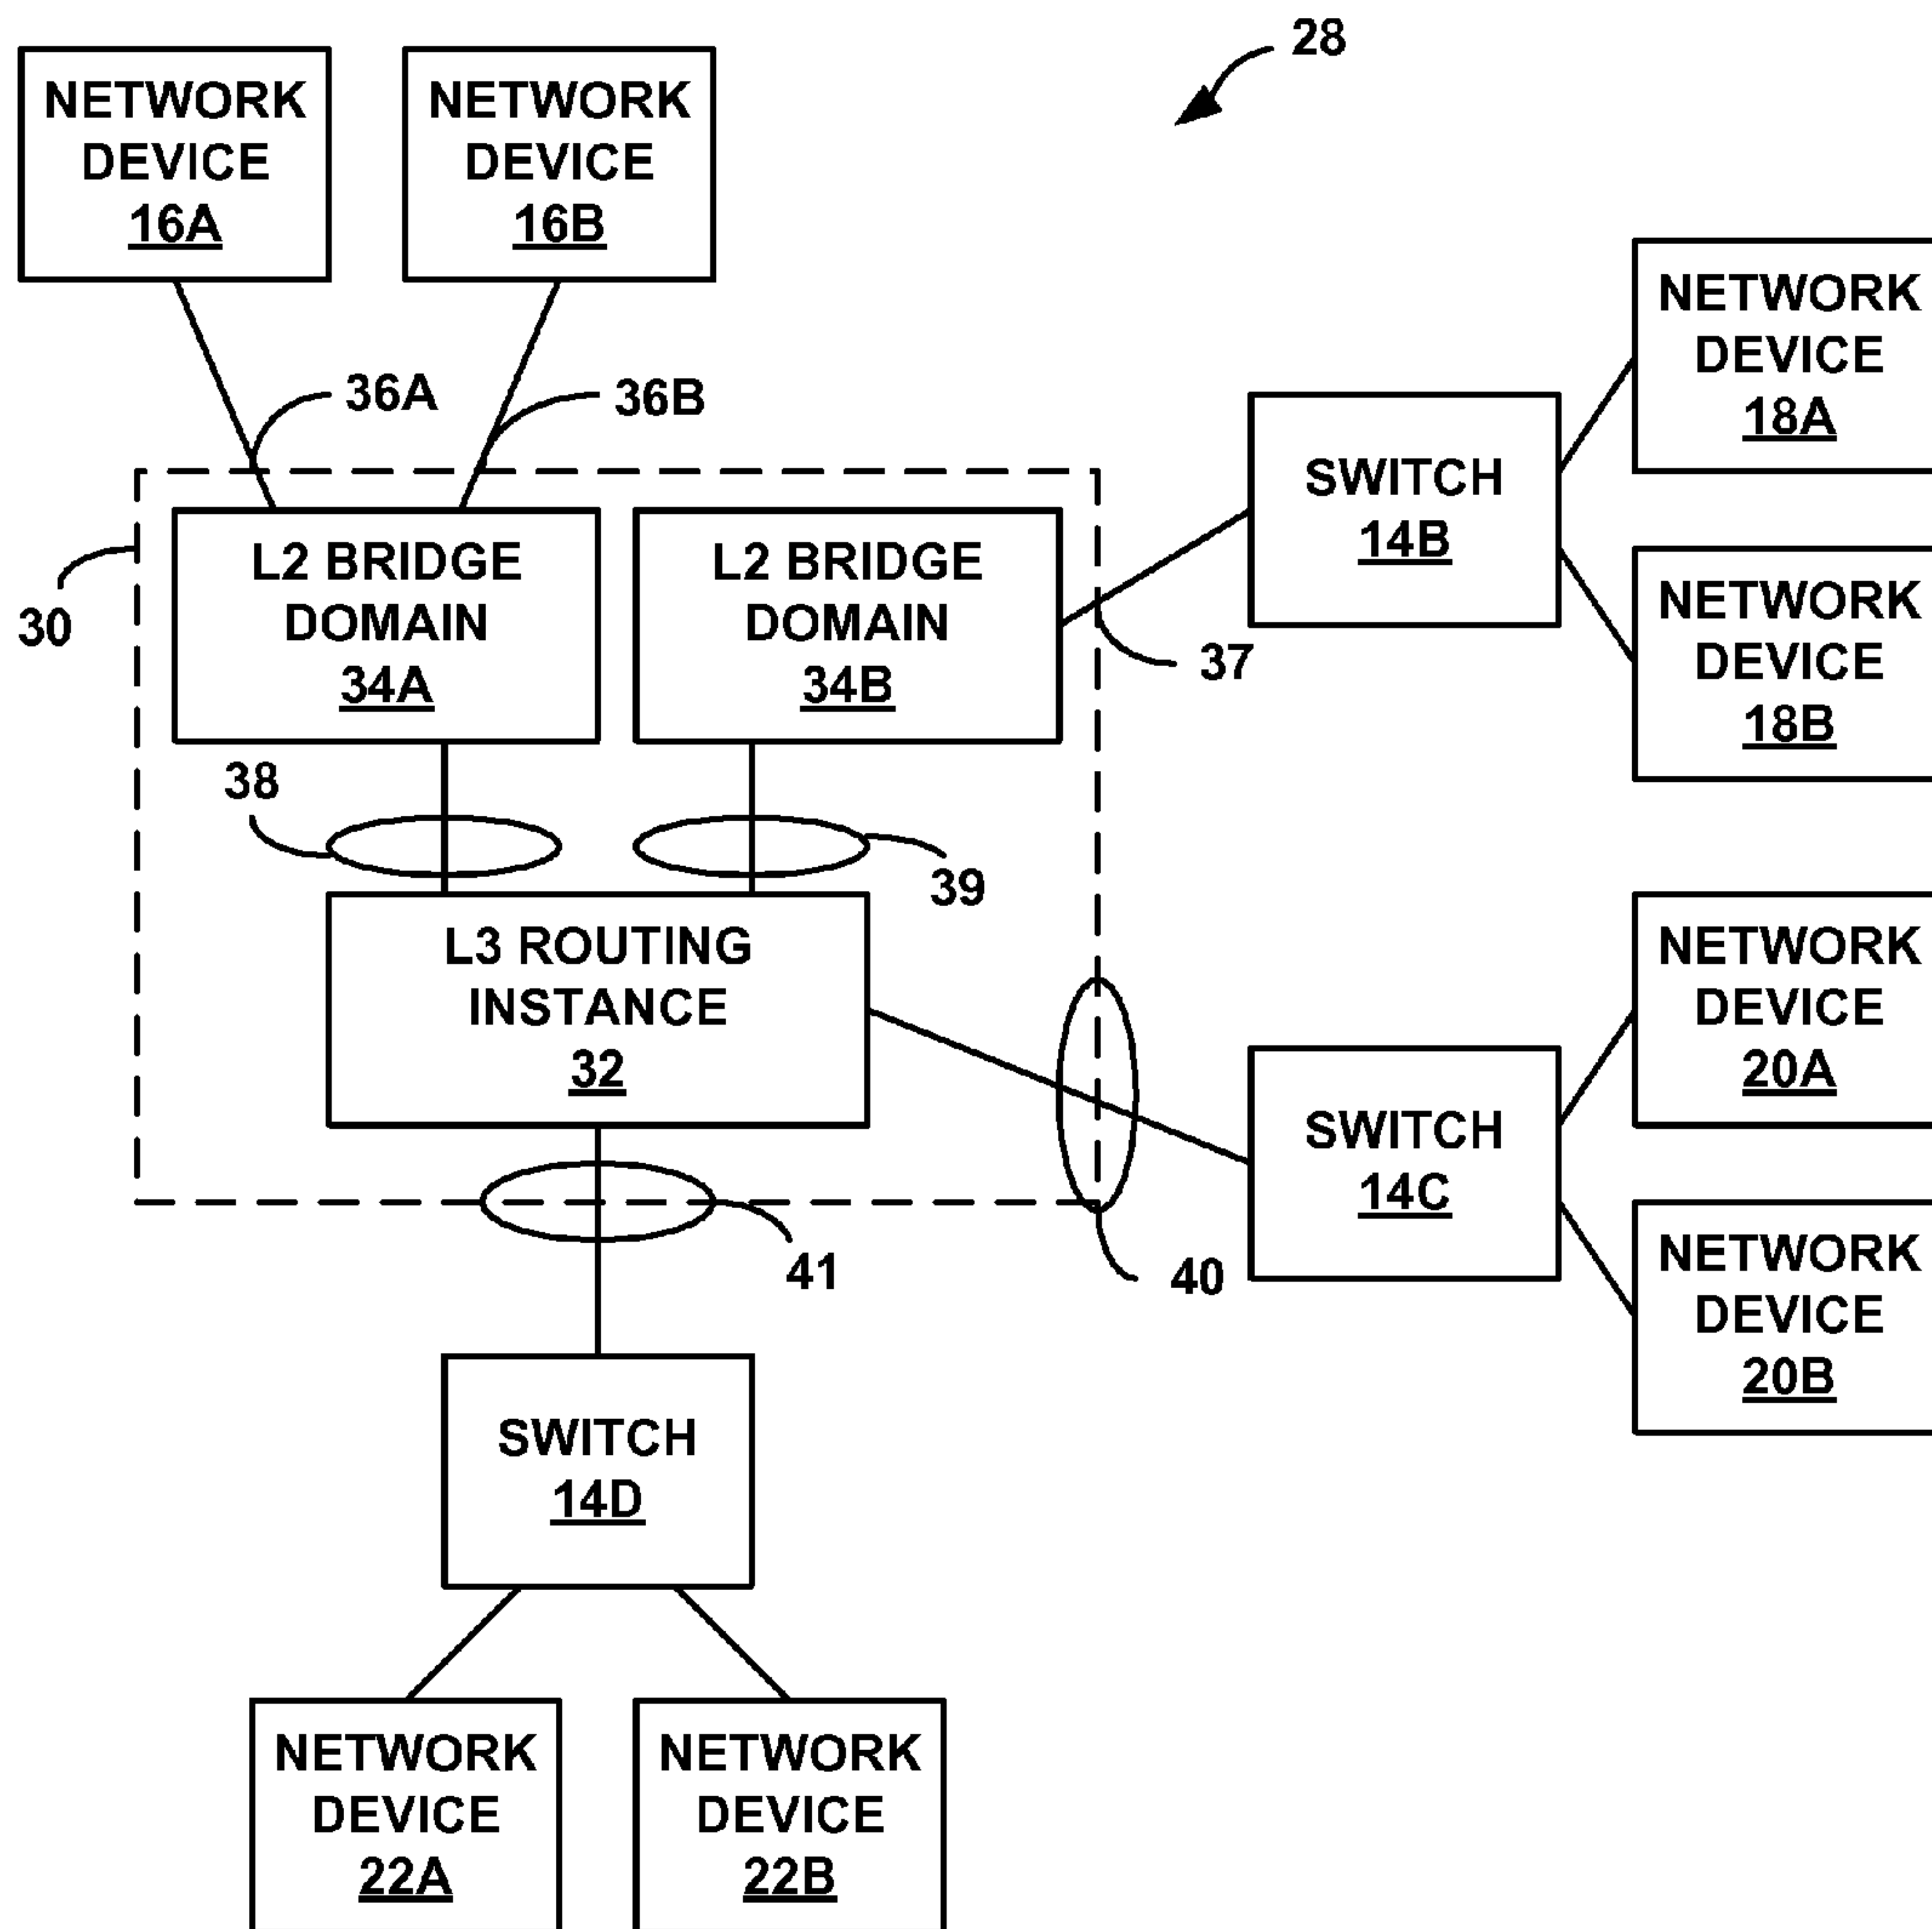 28
NETWORK
DEVICE
16A
NETWORK
DEVICE
16B
NETWORK
DEVICE
18A
36A
36B
SWITCH
14B
L2 BRIDGE
DOMAIN
34A
L2 BRIDGE
DOMAIN
34B
30
37
NETWORK
DEVICE
18B
38
39
L3 ROUTING
INSTANCE
32
NETWORK
DEVICE
20A
SWITCH
14C
41
40
NETWORK
DEVICE
20B
SWITCH
14D
NETWORK
DEVICE
22A
NETWORK
DEVICE
22B